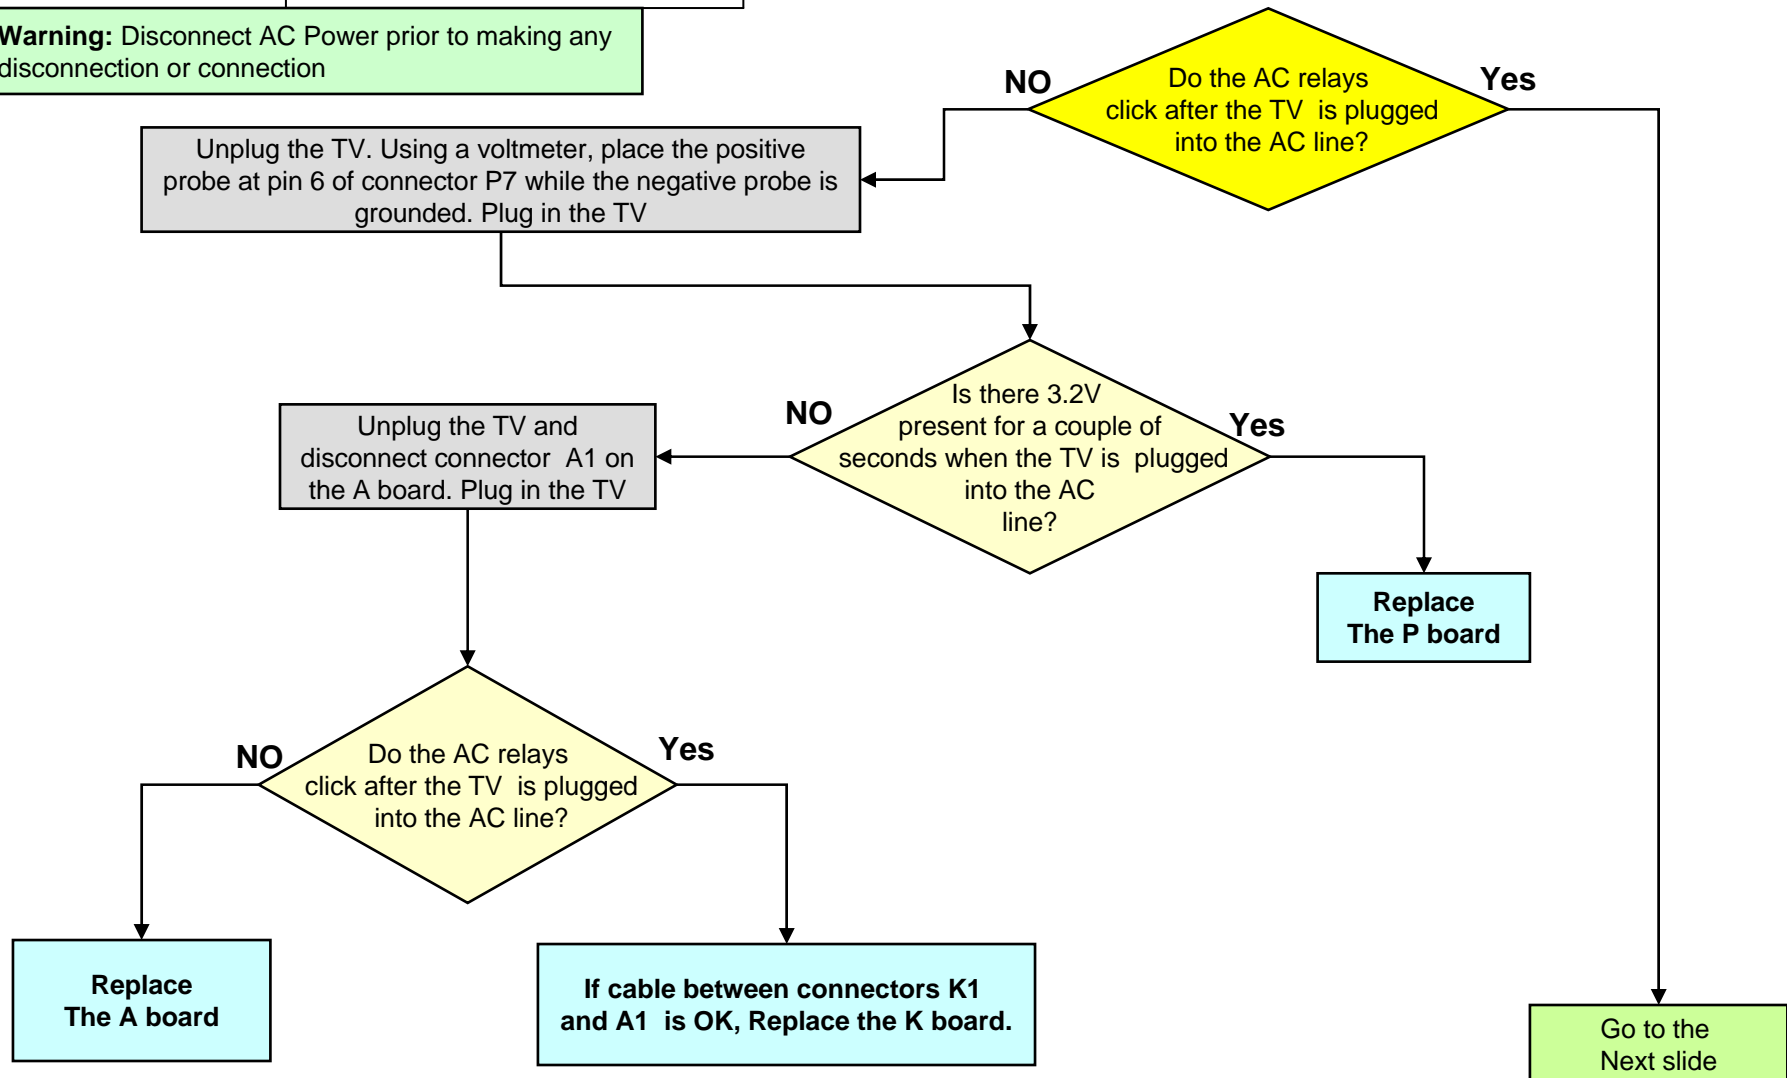 Warning: Disconnect AC Power prior to making any
disconnection or connection
NO
Do the AC relays
click after the TV is plugged
into the AC line?
Yes
Unplug the TV. Using a voltmeter, place the positive
probe at pin 6 of connector P7 while the negative probe is
grounded. Plug in the TV
NO
Is there 3.2V
present for a couple of
seconds when the TV is plugged
into the AC
line?
Yes
Unplug the TV and
disconnect connector A1 on
the A board. Plug in the TV
Replace
The P board
NO
Do the AC relays
click after the TV is plugged
into the AC line?
Yes
Replace
The A board
If cable between connectors K1
and A1 is OK, Replace the K board.
Go to the
Next slide